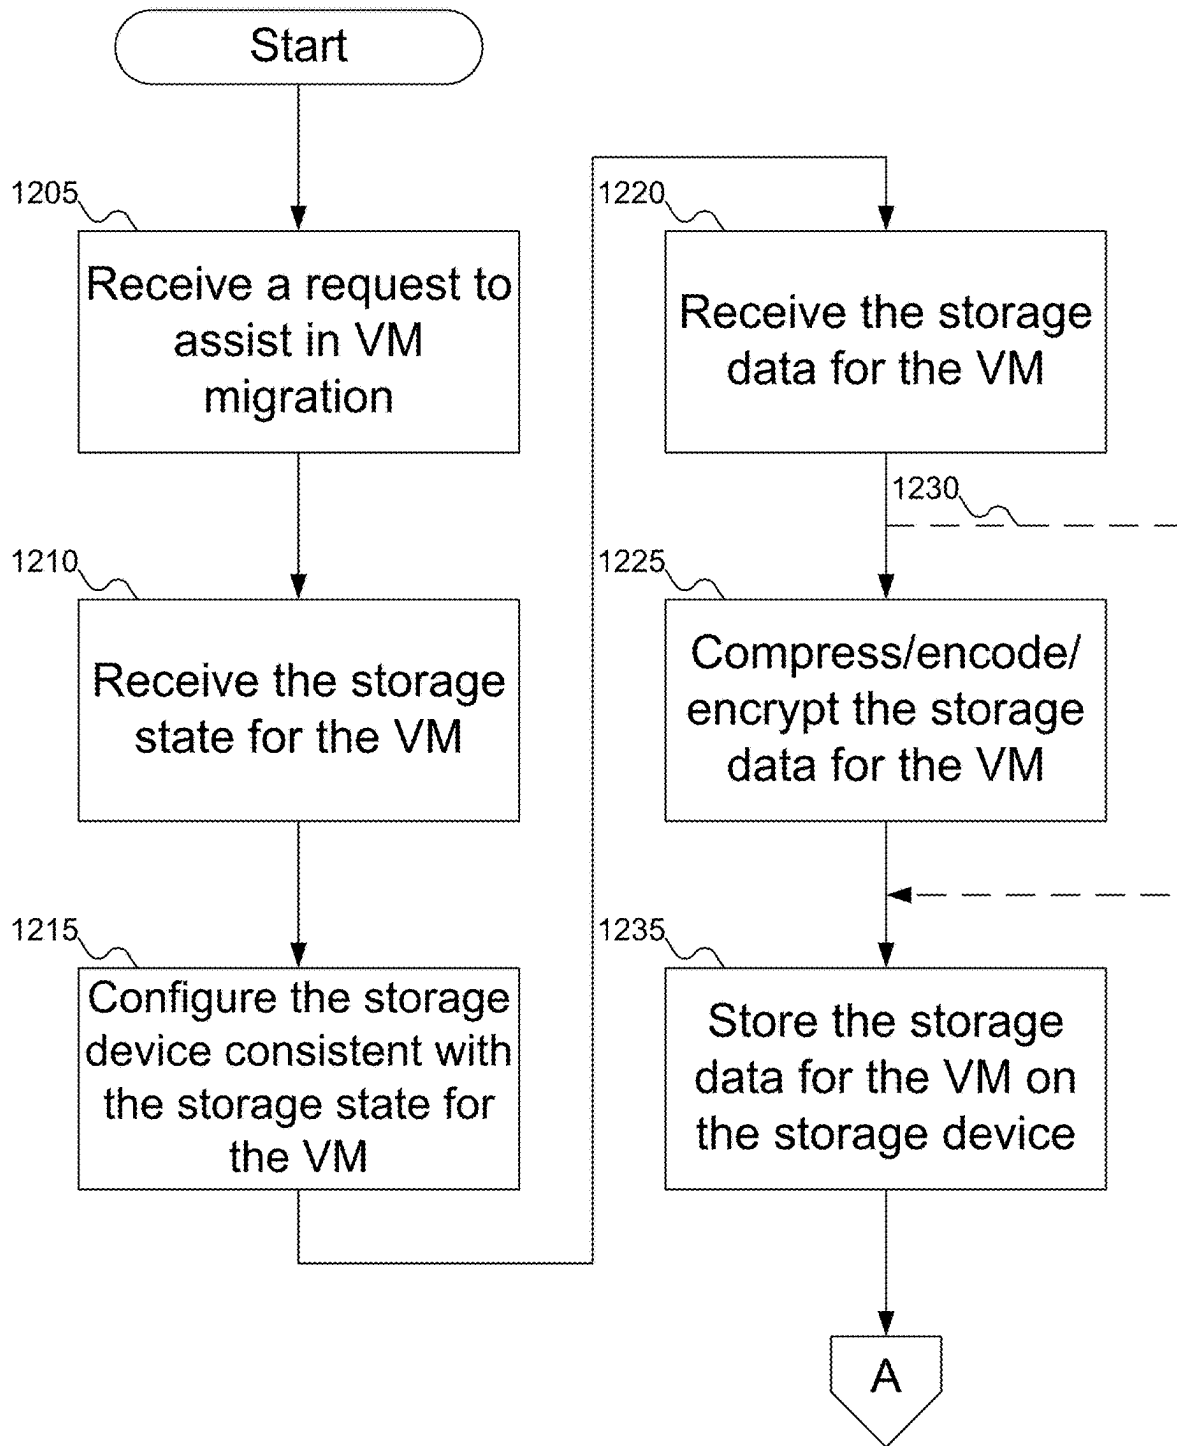 Start
1205
Receive a request to
assist in VM
migration
1210
Receive the storage
state for the VM
1215
Configure the storage
device consistent with
the storage state for
the VM
1220
Receive the storage
data for the VM
1230
1225
Compress/encode/
encrypt the storage
data for the VM
1235
Store the storage
data for the VM on
the storage device
A